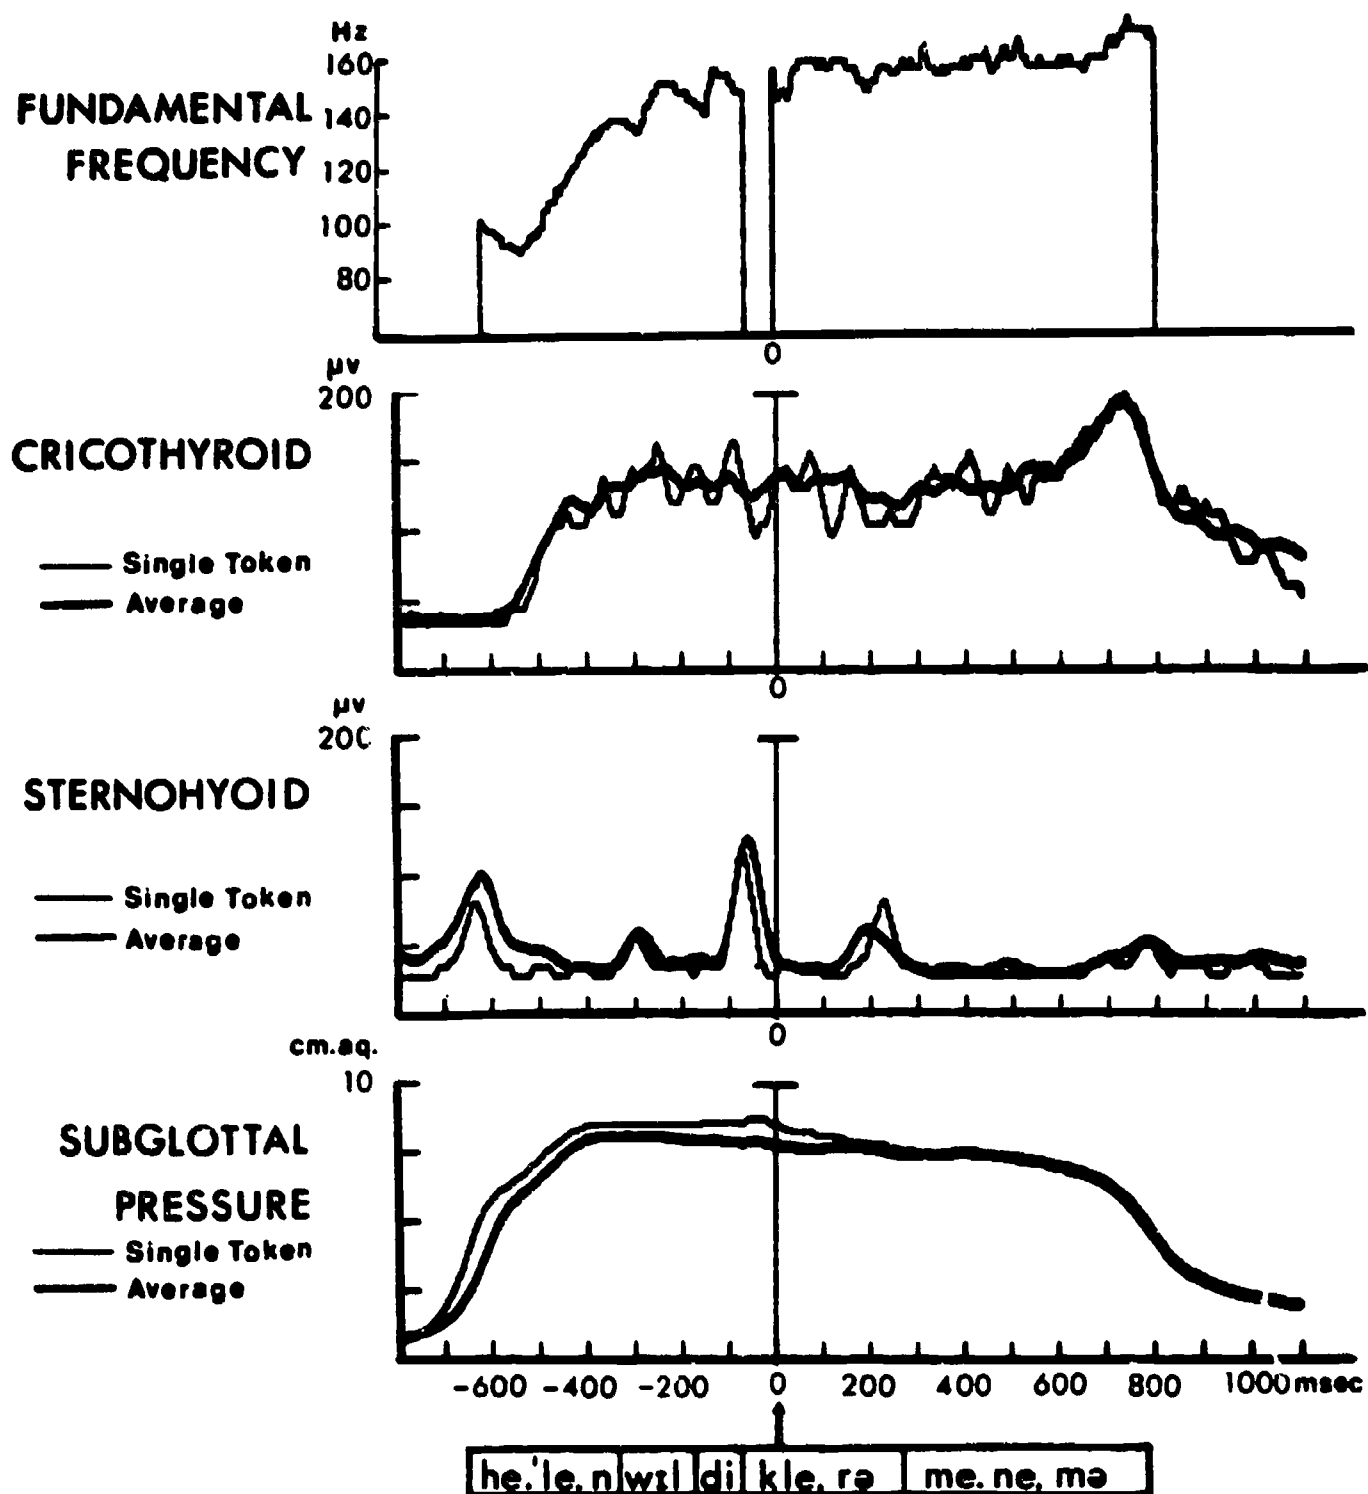 Hz
160
FUNDAMENTAL
FREQUENCY
140
120
100
80
0
μv
200
CRICOTHYROID
Single Token
Average
0
μv
200
STERNOHYOID
Single Token
Average
0
cm.aq.
10
SUBGLOTTAL
PRESSURE
Single Token
Average
-600 -400 -200 0 200 400 600 800 1000 msec
he.'le.n wɪl di kle.rə me.ne.mə